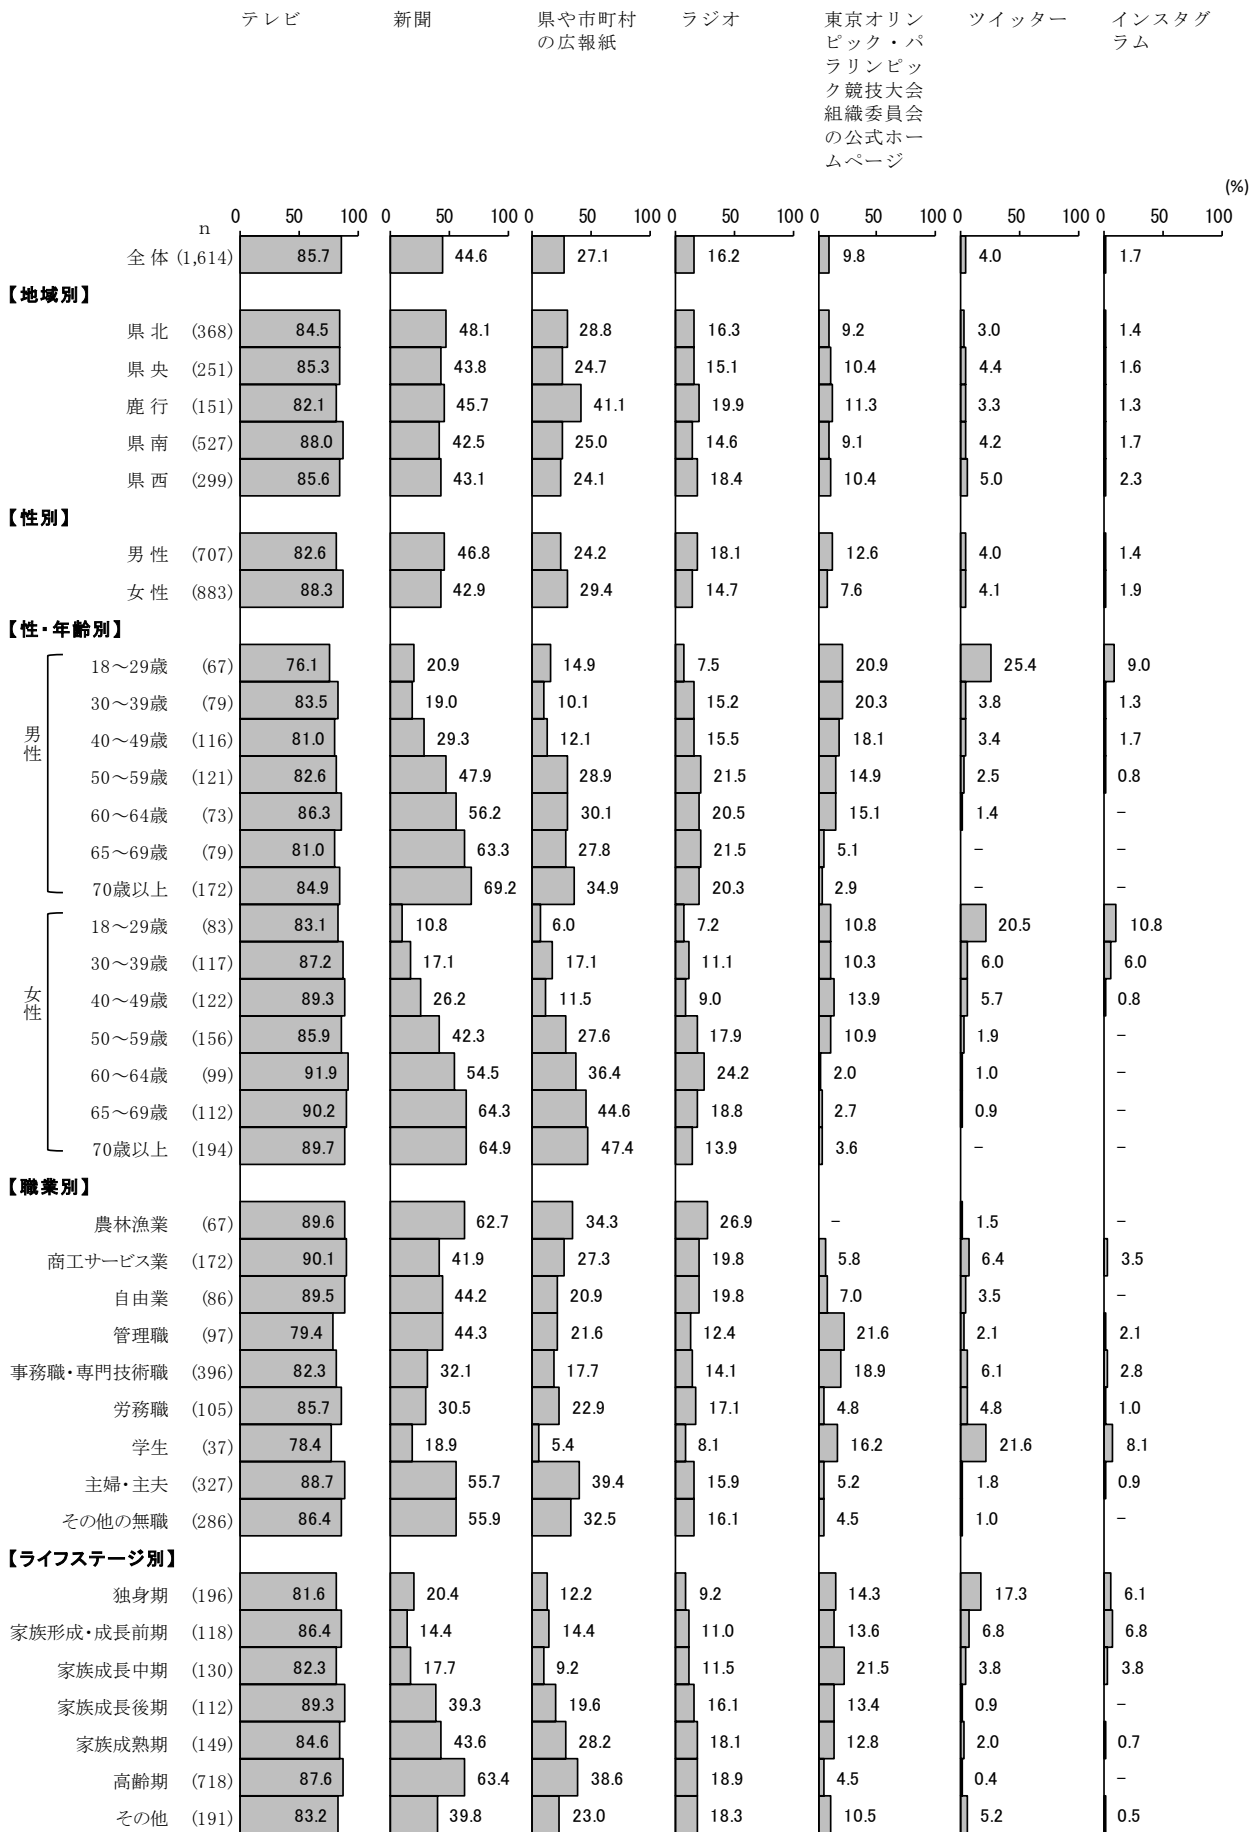 テレビ
新聞
県や市町村
の広報紙
ラジオ
東京オリン
ピック・パ
ラリンピッ
ク競技大会
組織委員会
の公式ホー
ムページ
ツイッター
インスタグ
ラム
(%)
n 0 50 100 0 50 100 0 50 100 0 50 100 0 50 100 0 50 100 0 50 100
全 体 (1,614) 85.7 44.6 27.1 16.2 9.8 4.0 1.7
【地域別】
県 北 (368) 84.5 48.1 28.8 16.3 9.2 3.0 1.4
県 央 (251) 85.3 43.8 24.7 15.1 10.4 4.4 1.6
鹿 行 (151) 82.1 45.7 41.1 19.9 11.3 3.3 1.3
県 南 (527) 88.0 42.5 25.0 14.6 9.1 4.2 1.7
県 西 (299) 85.6 43.1 24.1 18.4 10.4 5.0 2.3
【性別】
男 性 (707) 82.6 46.8 24.2 18.1 12.6 4.0 1.4
女 性 (883) 88.3 42.9 29.4 14.7 7.6 4.1 1.9
【性・年齢別】
男性
18～29歳 (67) 76.1 20.9 14.9 7.5 20.9 25.4 9.0
30～39歳 (79) 83.5 19.0 10.1 15.2 20.3 3.8 1.3
40～49歳 (116) 81.0 29.3 12.1 15.5 18.1 3.4 1.7
50～59歳 (121) 82.6 47.9 28.9 21.5 14.9 2.5 0.8
60～64歳 (73) 86.3 56.2 30.1 20.5 15.1 1.4 －
65～69歳 (79) 81.0 63.3 27.8 21.5 5.1 － －
70歳以上 (172) 84.9 69.2 34.9 20.3 2.9 － －
女性
18～29歳 (83) 83.1 10.8 6.0 7.2 10.8 20.5 10.8
30～39歳 (117) 87.2 17.1 17.1 11.1 10.3 6.0 6.0
40～49歳 (122) 89.3 26.2 11.5 9.0 13.9 5.7 0.8
50～59歳 (156) 85.9 42.3 27.6 17.9 10.9 1.9 －
60～64歳 (99) 91.9 54.5 36.4 24.2 2.0 1.0 －
65～69歳 (112) 90.2 64.3 44.6 18.8 2.7 0.9 －
70歳以上 (194) 89.7 64.9 47.4 13.9 3.6 － －
【職業別】
農林漁業 (67) 89.6 62.7 34.3 26.9 － 1.5 －
商工サービス業 (172) 90.1 41.9 27.3 19.8 5.8 6.4 3.5
自由業 (86) 89.5 44.2 20.9 19.8 7.0 3.5 －
管理職 (97) 79.4 44.3 21.6 12.4 21.6 2.1 2.1
事務職・専門技術職 (396) 82.3 32.1 17.7 14.1 18.9 6.1 2.8
労務職 (105) 85.7 30.5 22.9 17.1 4.8 4.8 1.0
学生 (37) 78.4 18.9 5.4 8.1 16.2 21.6 8.1
主婦・主夫 (327) 88.7 55.7 39.4 15.9 5.2 1.8 0.9
その他の無職 (286) 86.4 55.9 32.5 16.1 4.5 1.0 －
【ライフステージ別】
独身期 (196) 81.6 20.4 12.2 9.2 14.3 17.3 6.1
家族形成・成長前期 (118) 86.4 14.4 14.4 11.0 13.6 6.8 6.8
家族成長中期 (130) 82.3 17.7 9.2 11.5 21.5 3.8 3.8
家族成長後期 (112) 89.3 39.3 19.6 16.1 13.4 0.9 －
家族成熟期 (149) 84.6 43.6 28.2 18.1 12.8 2.0 0.7
高齢期 (718) 87.6 63.4 38.6 18.9 4.5 0.4 －
その他 (191) 83.2 39.8 23.0 18.3 10.5 5.2 0.5